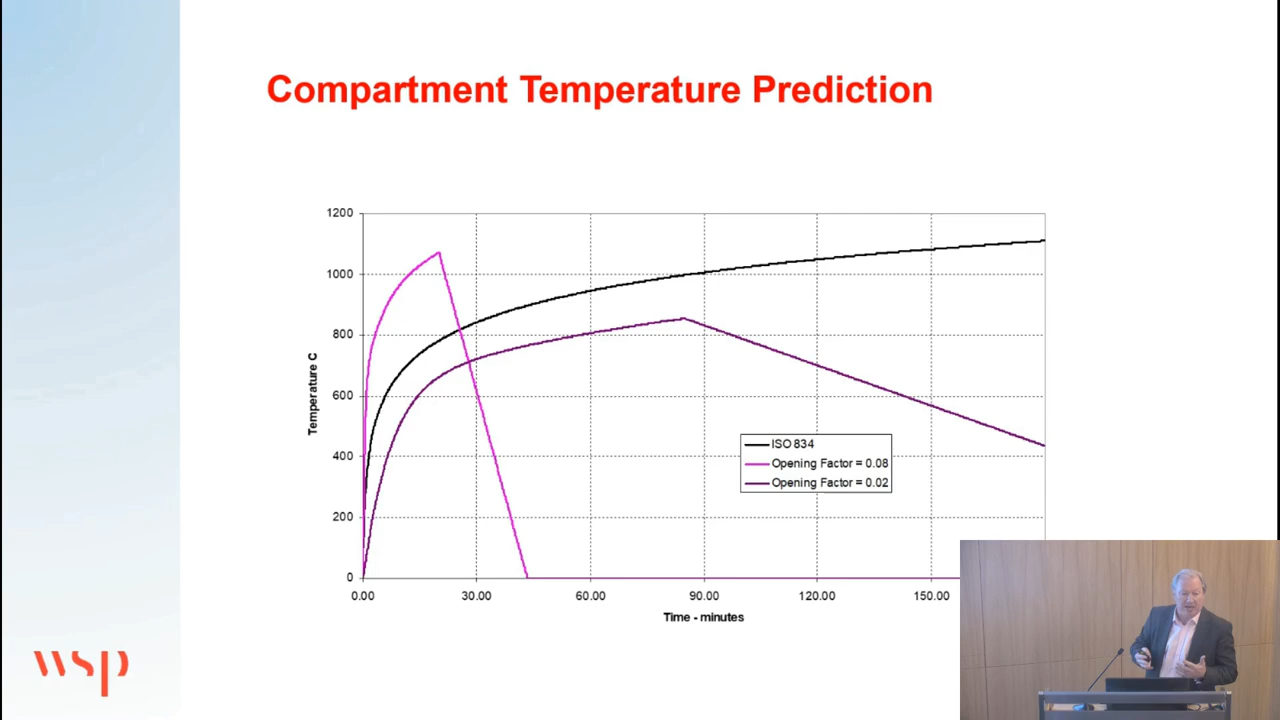 Compartment Temperature Prediction
1200
1000
800
600
400
200
0
Temperature C
ISO 834
Opening Factor = 0.08
Opening Factor = 0.02
0.00 30.00 60.00 90.00 120.00 150.00
Time - minutes
wsp